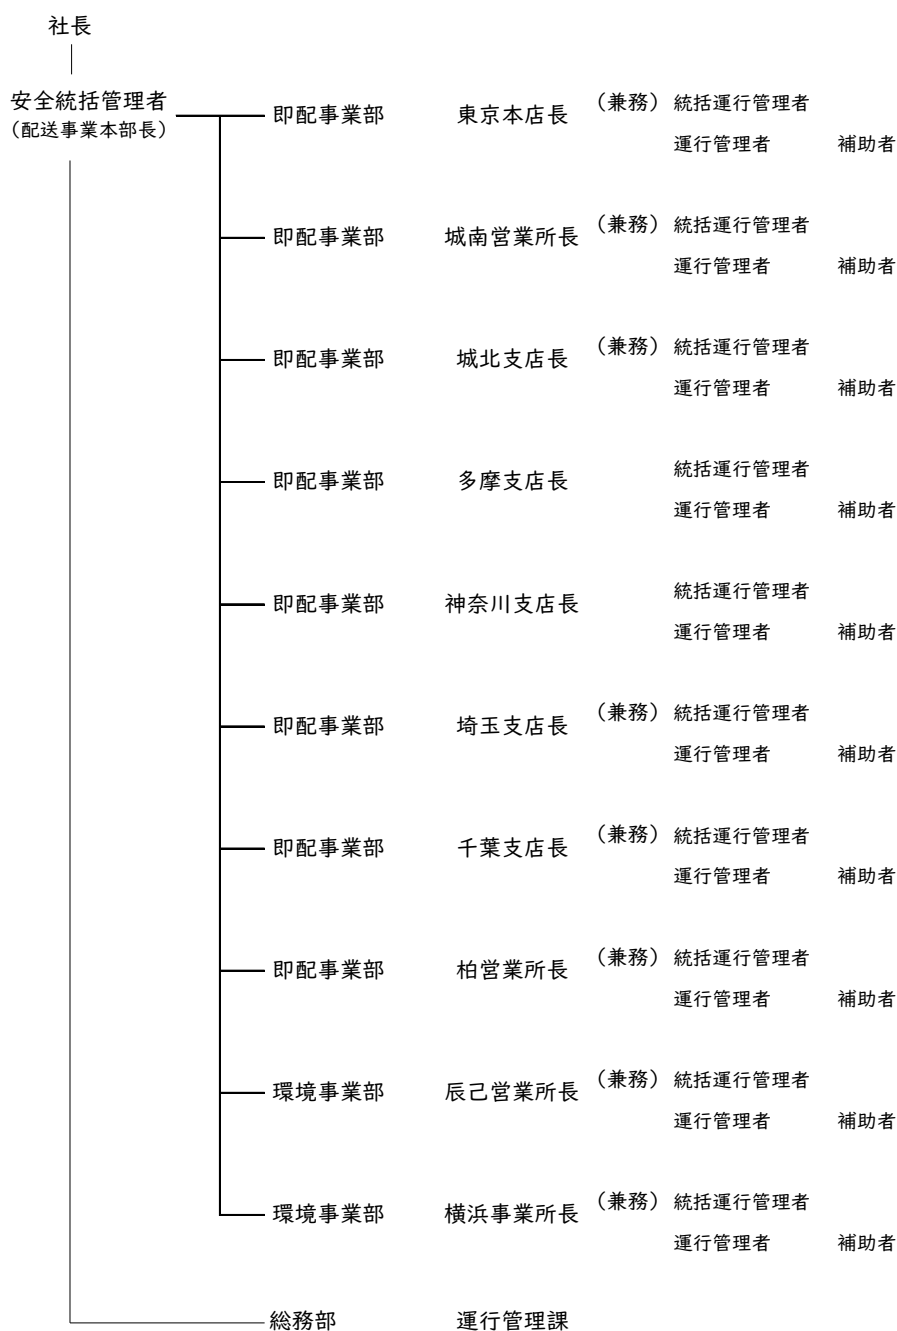 社長
安全統括管理者
（配送事業本部長）
即配事業部 東京本店長 （兼務） 統括運行管理者
運行管理者 補助者
即配事業部 城南営業所長 （兼務） 統括運行管理者
運行管理者 補助者
即配事業部 城北支店長 （兼務） 統括運行管理者
運行管理者 補助者
即配事業部 多摩支店長 統括運行管理者
運行管理者 補助者
即配事業部 神奈川支店長 統括運行管理者
運行管理者 補助者
即配事業部 埼玉支店長 （兼務） 統括運行管理者
運行管理者 補助者
即配事業部 千葉支店長 （兼務） 統括運行管理者
運行管理者 補助者
即配事業部 柏営業所長 （兼務） 統括運行管理者
運行管理者 補助者
環境事業部 辰己営業所長 （兼務） 統括運行管理者
運行管理者 補助者
環境事業部 横浜事業所長 （兼務） 統括運行管理者
運行管理者 補助者
総務部 運行管理課